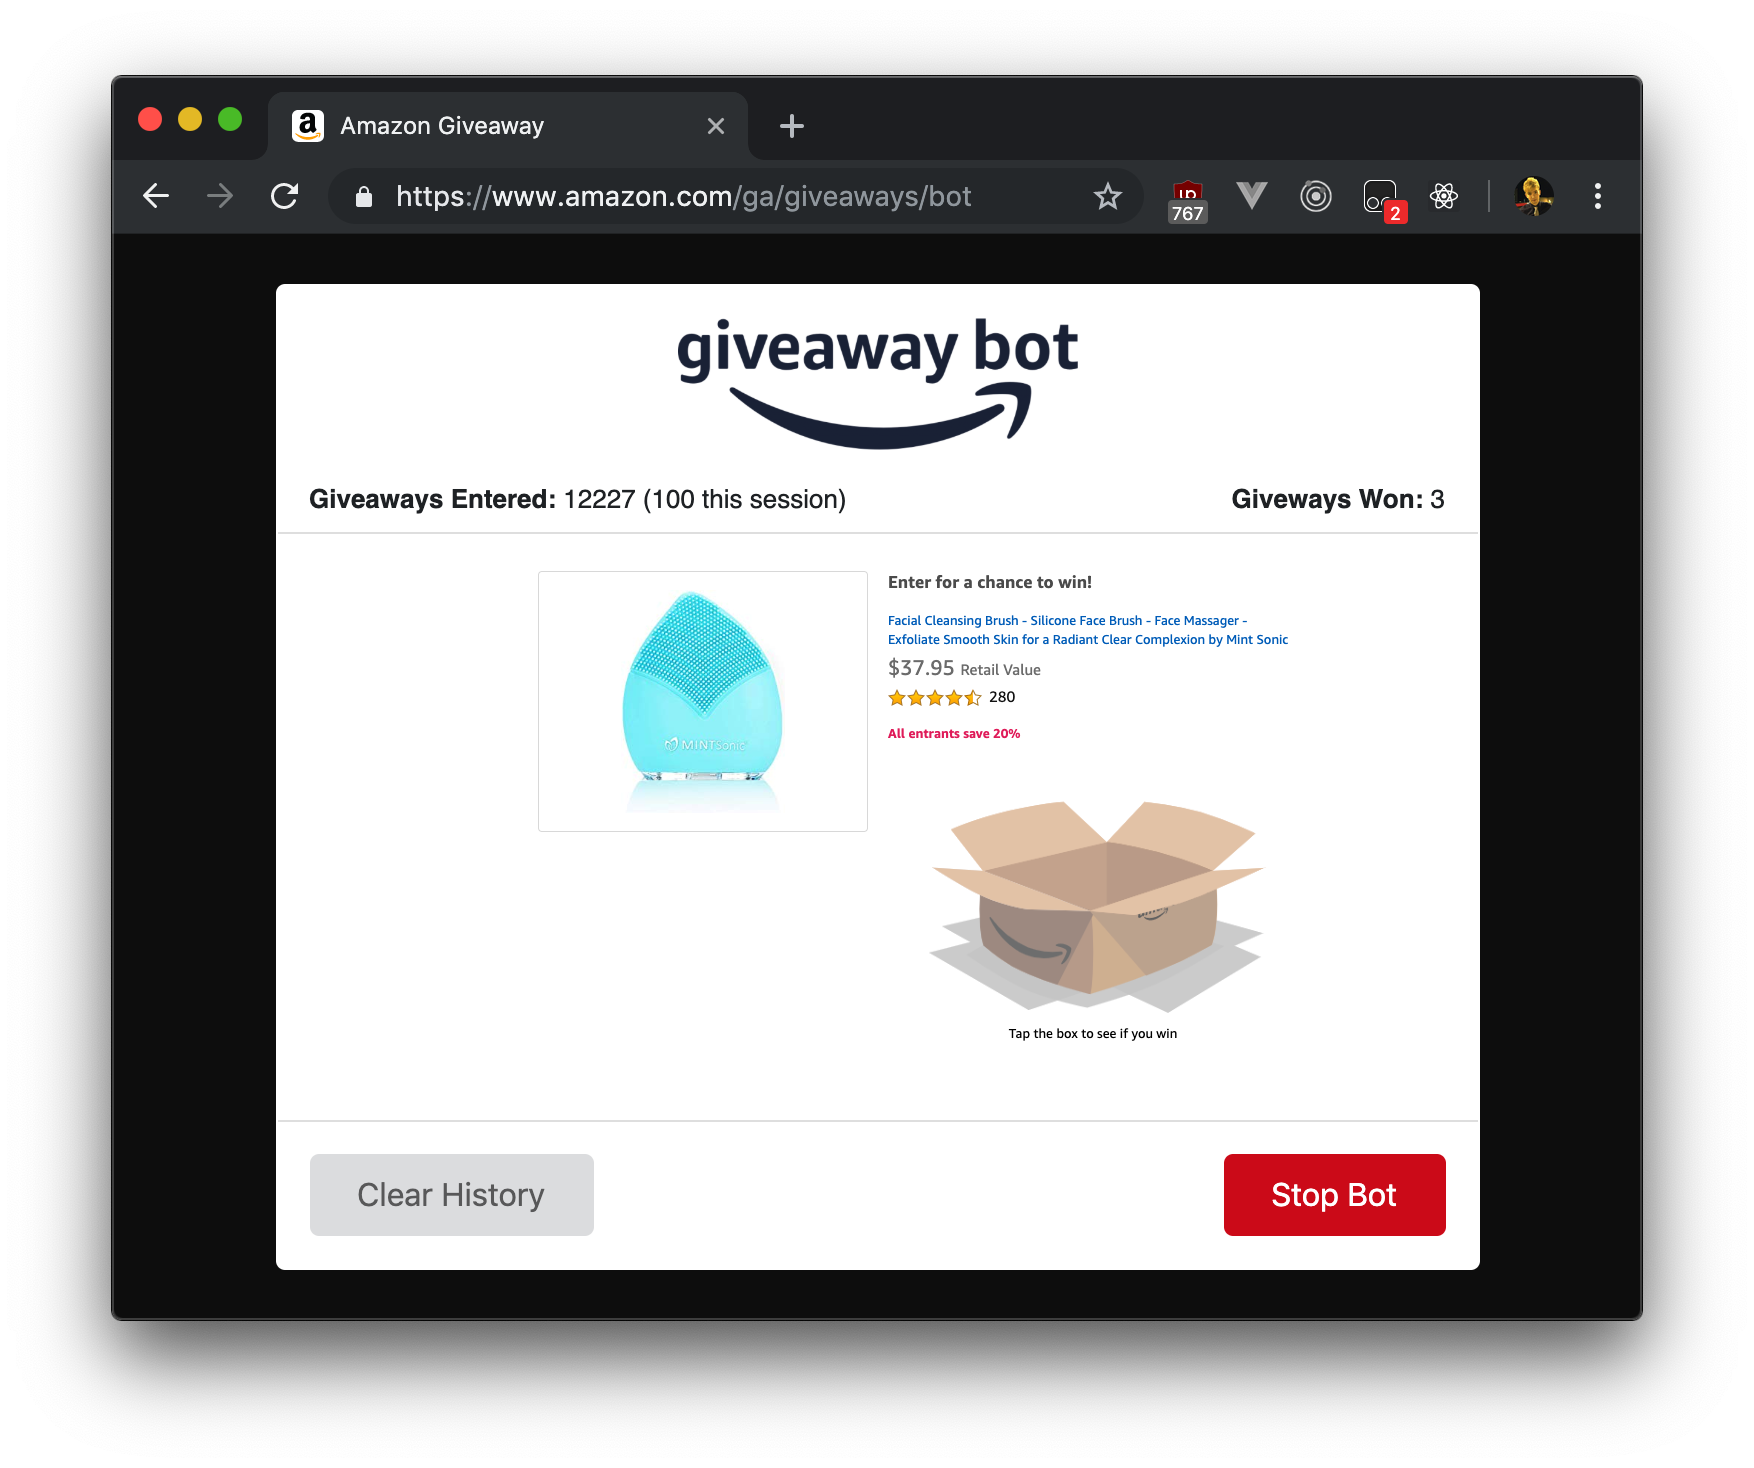 Amazon Giveaway
https://www.amazon.com/ga/giveaways/bot
767
2
giveaway bot
Giveaways Entered: 12227 (100 this session)
Giveways Won: 3
Enter for a chance to win!
Facial Cleansing Brush - Silicone Face Brush - Face Massager -
Exfoliate Smooth Skin for a Radiant Clear Complexion by Mint Sonic
$37.95 Retail Value
280
All entrants save 20%
MINTSonic
Tap the box to see if you win
Clear History
Stop Bot